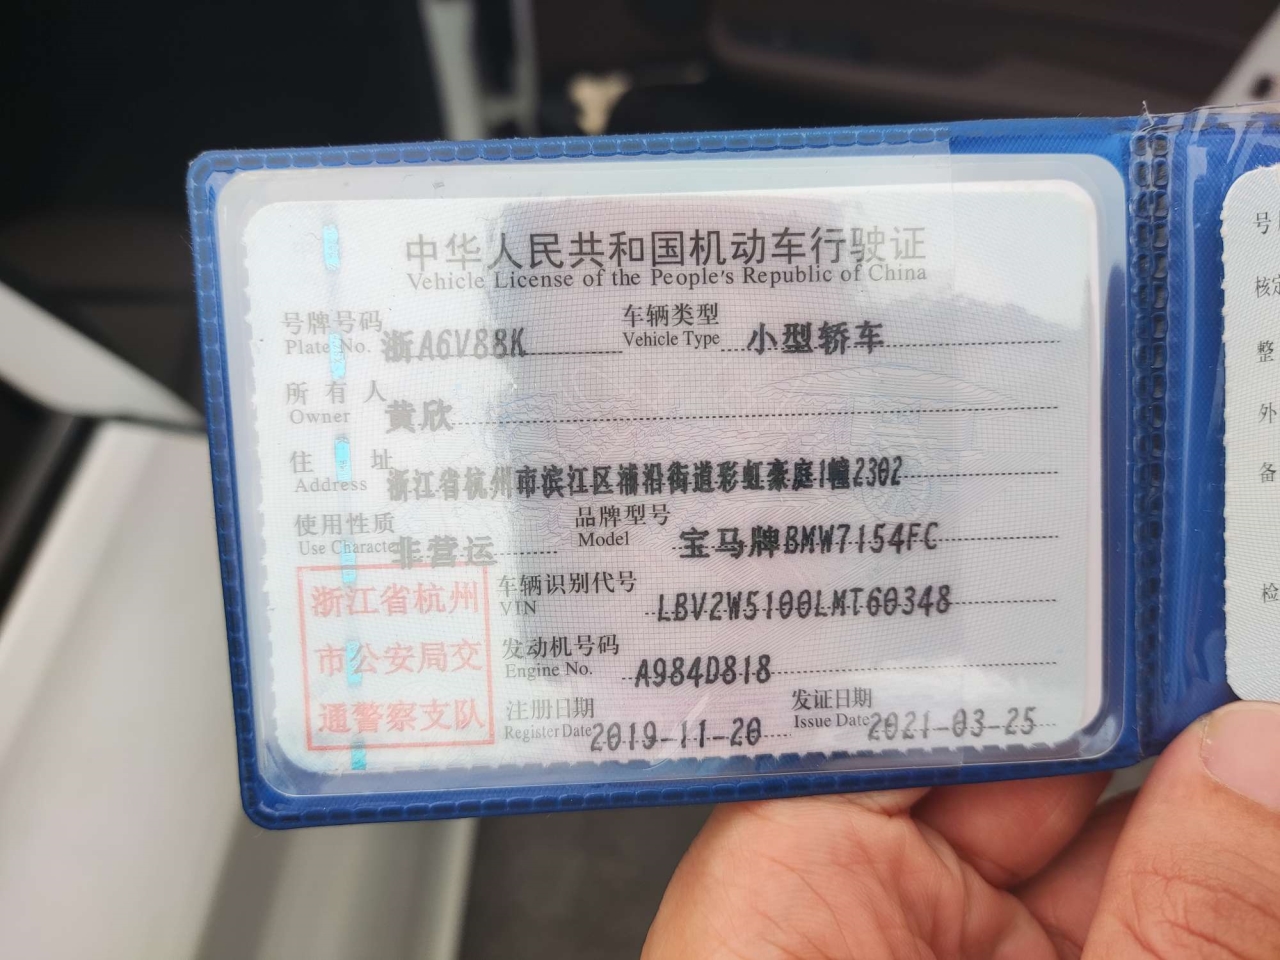 中华人民共和国机动车行驶证
Vehicle License of the People's Republic of China
号牌号码 浙A6V88K 车辆类型 小型轿车
Plate No. Vehicle Type
所有人 黄欣
Owner
住址 浙江省杭州市滨江区浦沿街道彩虹豪庭1幢2302
Address
使用性质 非营运 品牌型号 宝马牌BMW7154FC
Use Character Model
车辆识别代号 LBV2W5100LMT60348
VIN
发动机号码 A984D818
Engine No.
注册日期 2019-11-20 发证日期 2021-03-25
Register Date Issue Date
浙江省杭州
市公安局交
通警察支队
号
核定
整
外
备
检